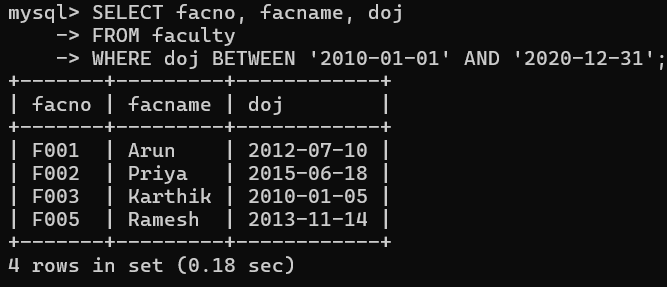 mysql> SELECT facno, facname, doj
    -> FROM faculty
    -> WHERE doj BETWEEN '2010-01-01' AND '2020-12-31';
+-------+---------+------------+
| facno | facname | doj        |
+-------+---------+------------+
| F001  | Arun    | 2012-07-10 |
| F002  | Priya   | 2015-06-18 |
| F003  | Karthik | 2010-01-05 |
| F005  | Ramesh  | 2013-11-14 |
+-------+---------+------------+
4 rows in set (0.18 sec)